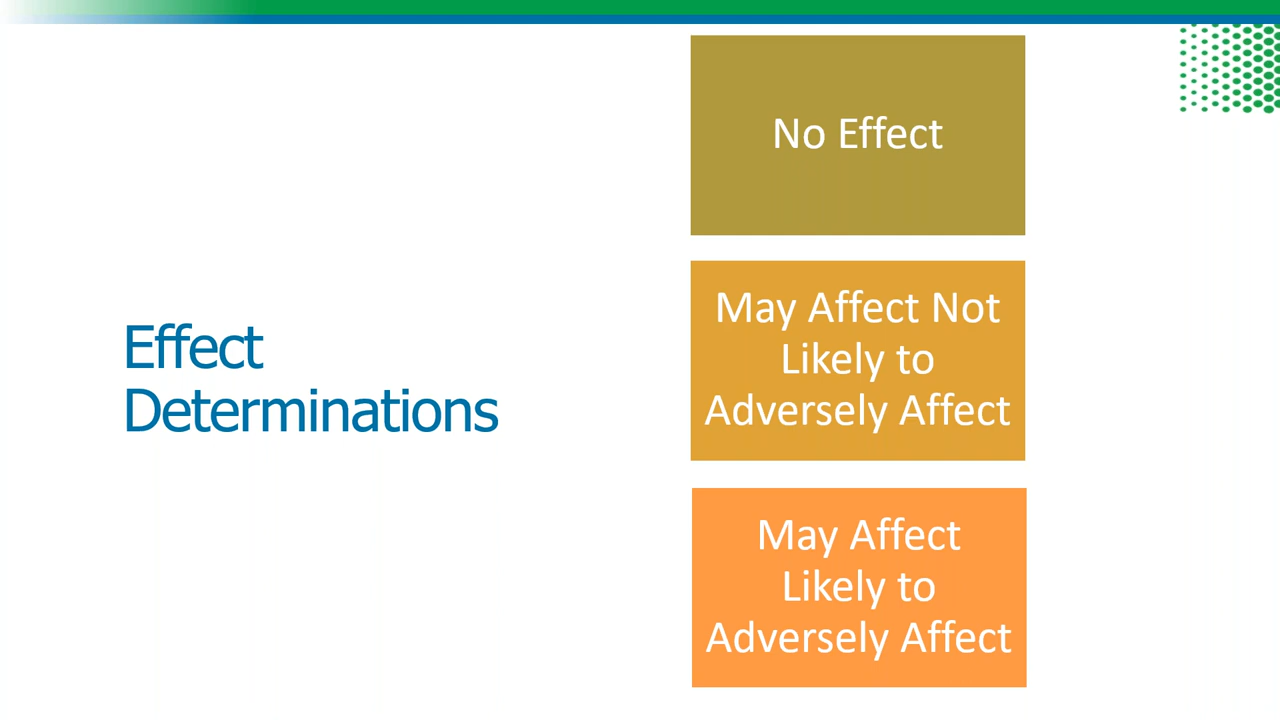 Effect
Determinations
No Effect
May Affect Not
Likely to
Adversely Affect
May Affect
Likely to
Adversely Affect